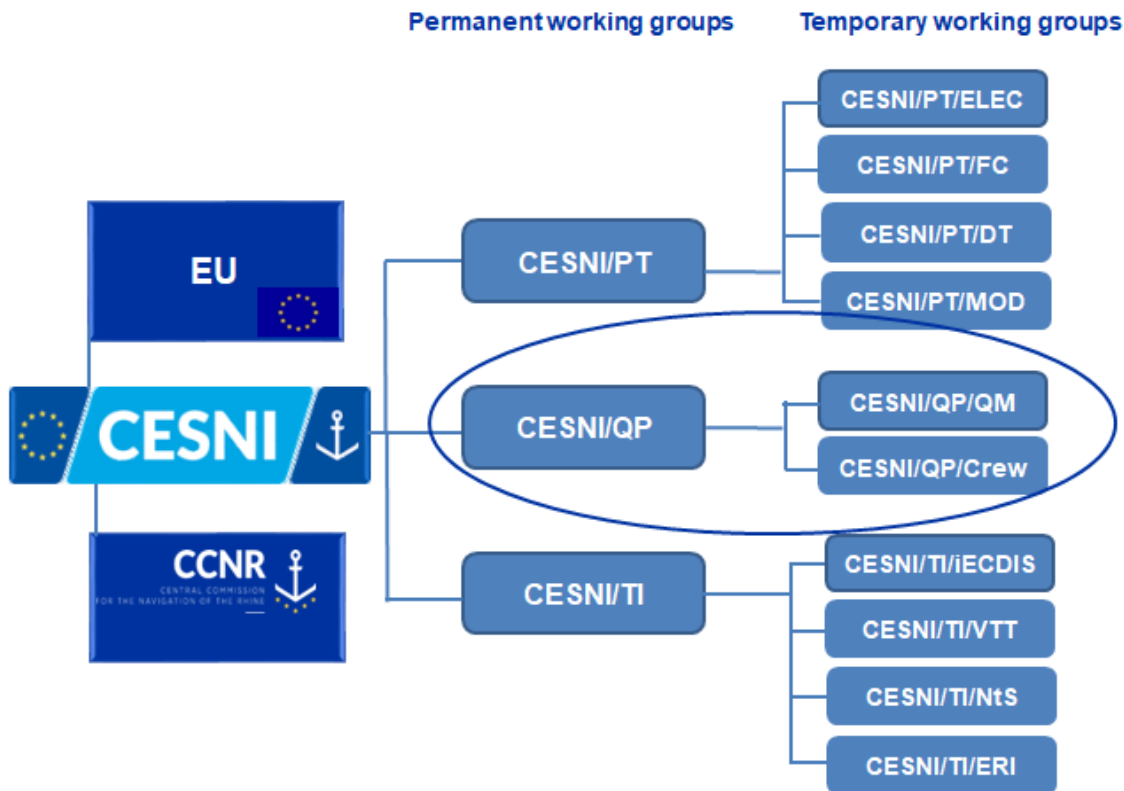 Permanent working groups
Temporary working groups
CESNI/PT/ELEC
CESNI/PT/FC
CESNI/PT/DT
CESNI/PT/MOD
CESNI/PT
EU
CESNI
CESNI/QP
CESNI/QP/QM
CESNI/QP/Crew
CCNR
CENTRAL COMMISSION
FOR THE NAVIGATION OF THE RHINE
CESNI/TI
CESNI/TI/iECDIS
CESNI/TI/VTT
CESNI/TI/NtS
CESNI/TI/ERI